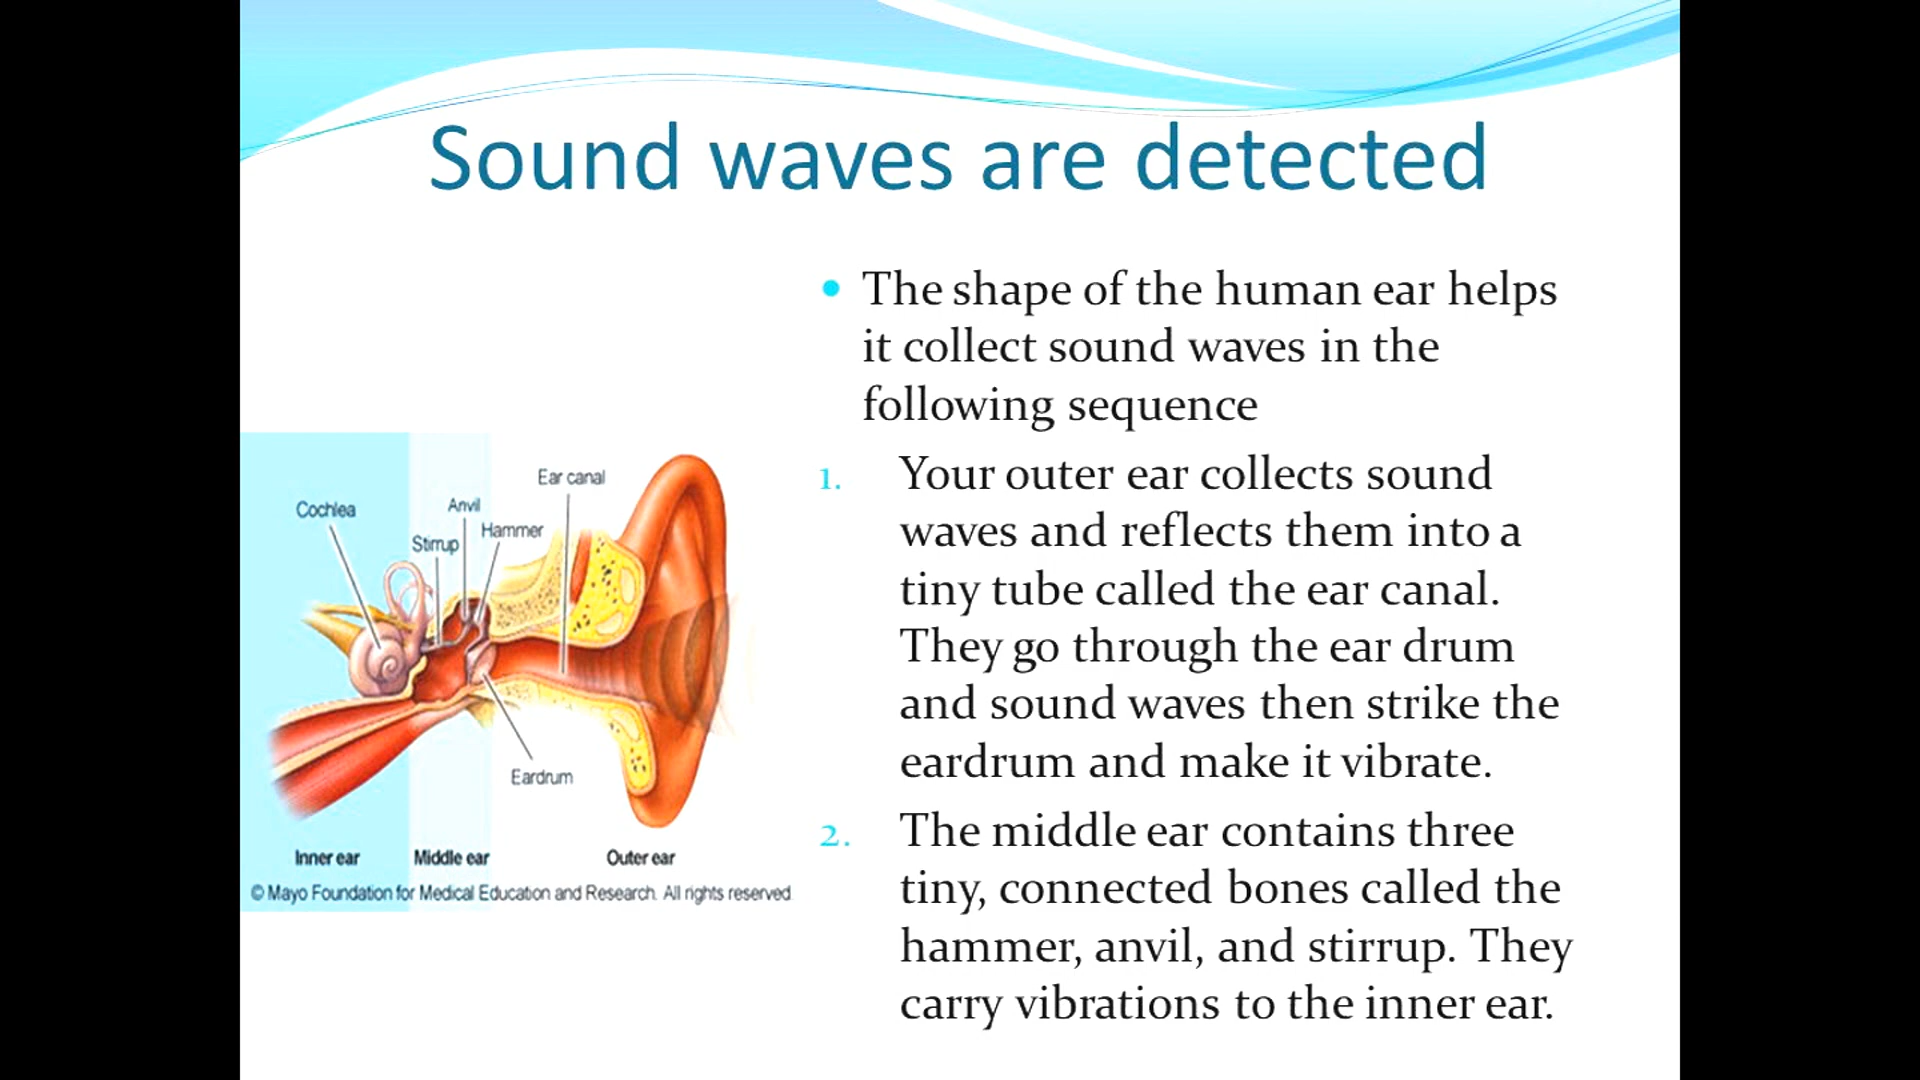 Sound waves are detected
• The shape of the human ear helps
it collect sound waves in the
following sequence
1. Your outer ear collects sound
waves and reflects them into a
tiny tube called the ear canal.
They go through the ear drum
and sound waves then strike the
eardrum and make it vibrate.
2. The middle ear contains three
tiny, connected bones called the
hammer, anvil, and stirrup. They
carry vibrations to the inner ear.
Ear canal
Cochlea
Anvil
Hammer
Stirrup
Eardrum
Inner ear Middle ear Outer ear
© Mayo Foundation for Medical Education and Research. All rights reserved.